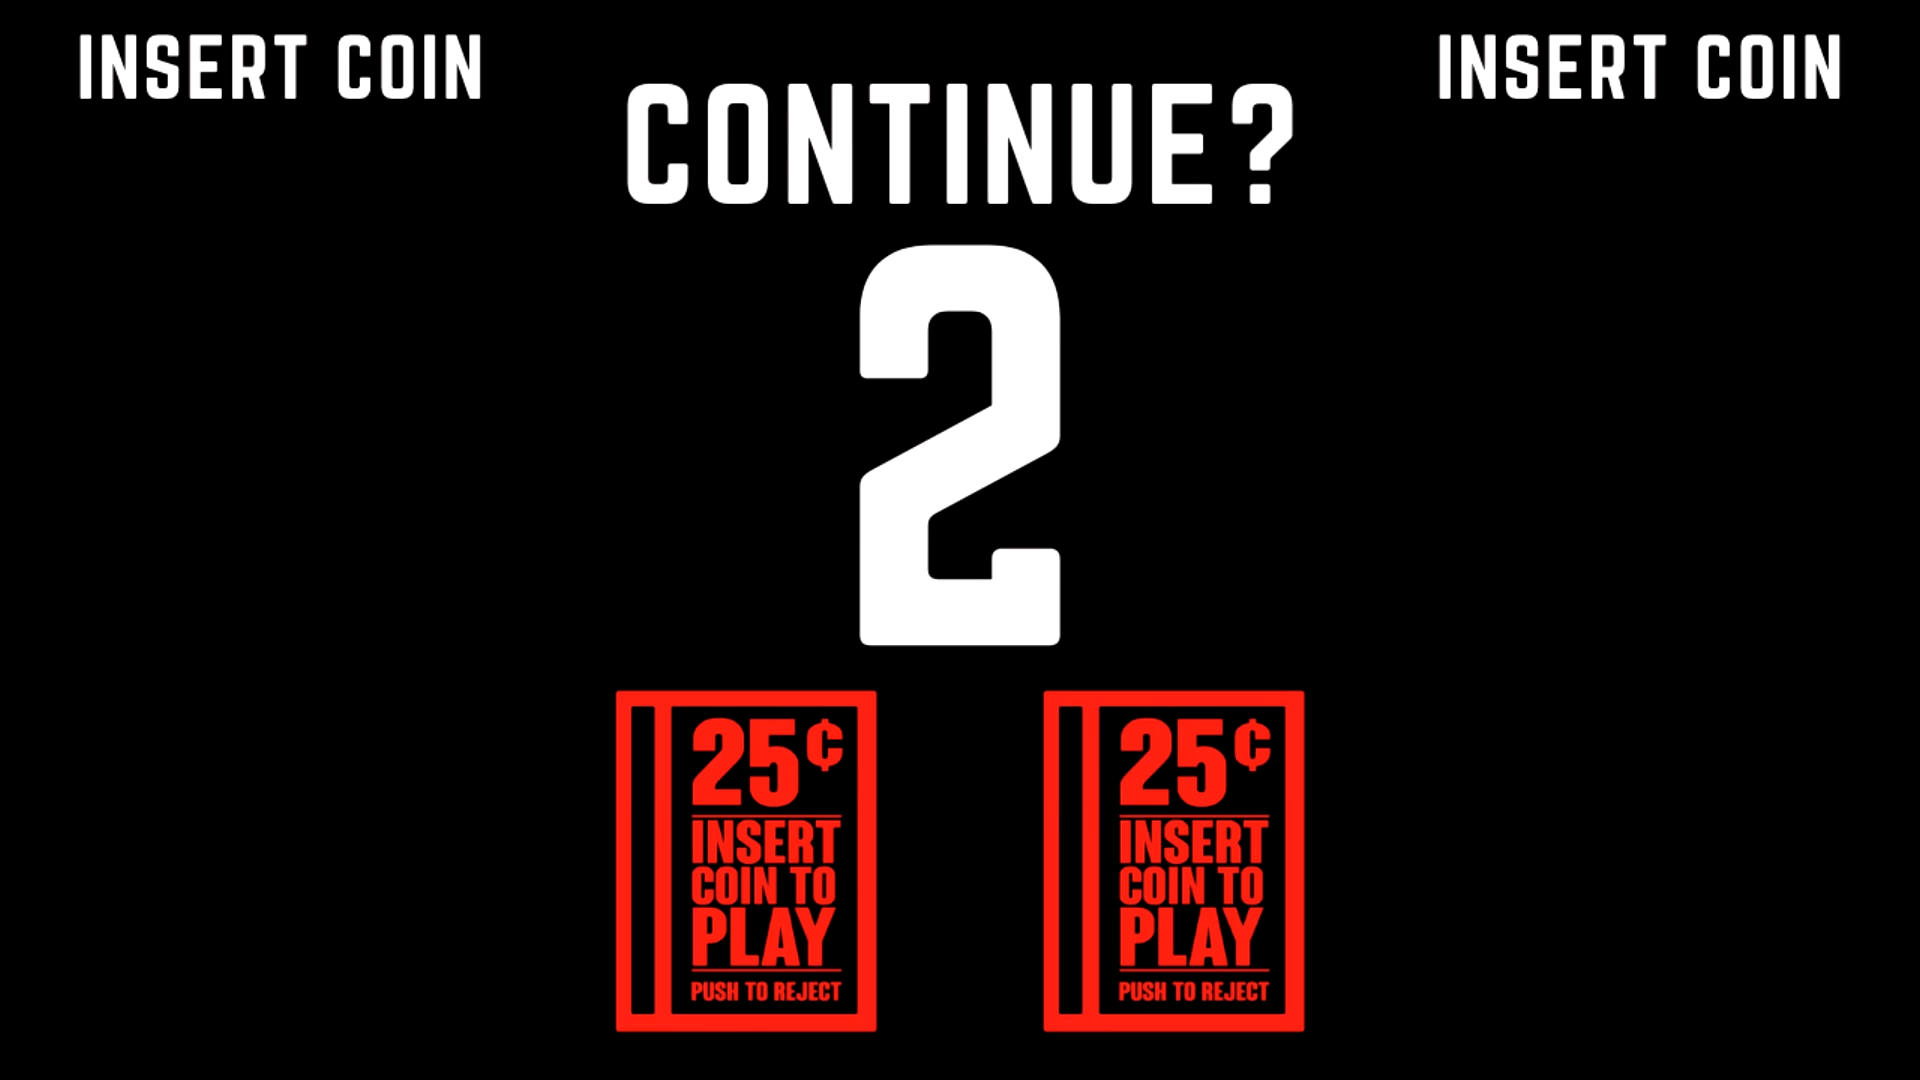 INSERT COIN
INSERT COIN
CONTINUE?
2
25¢
INSERT
COIN TO
PLAY
PUSH TO REJECT
25¢
INSERT
COIN TO
PLAY
PUSH TO REJECT